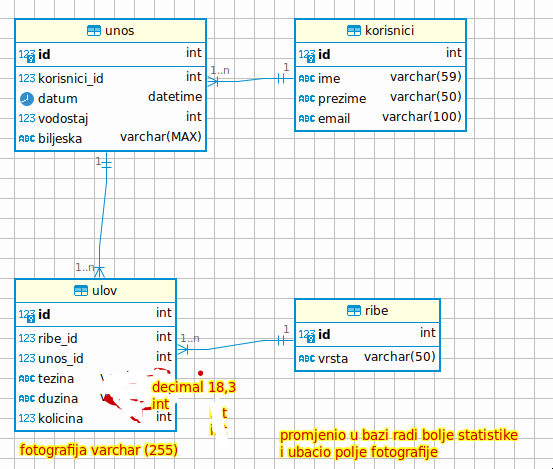 unos
123 id int
123 korisnici_id int
datum datetime
123 vodostaj int
ABC biljeska varchar(MAX)
korisnici
123 id int
ABC ime varchar(59)
ABC prezime varchar(50)
ABC email varchar(100)
1..n
1
1
1..n
ulov
123 id int
123 ribe_id int
123 unos_id int
ABC tezina
decimal 18,3
ABC duzina
int
123 kolicina int
1..n
1
ribe
123 id int
ABC vrsta varchar(50)
fotografija varchar (255)
promjenio u bazi radi bolje statistike
i ubacio polje fotografije